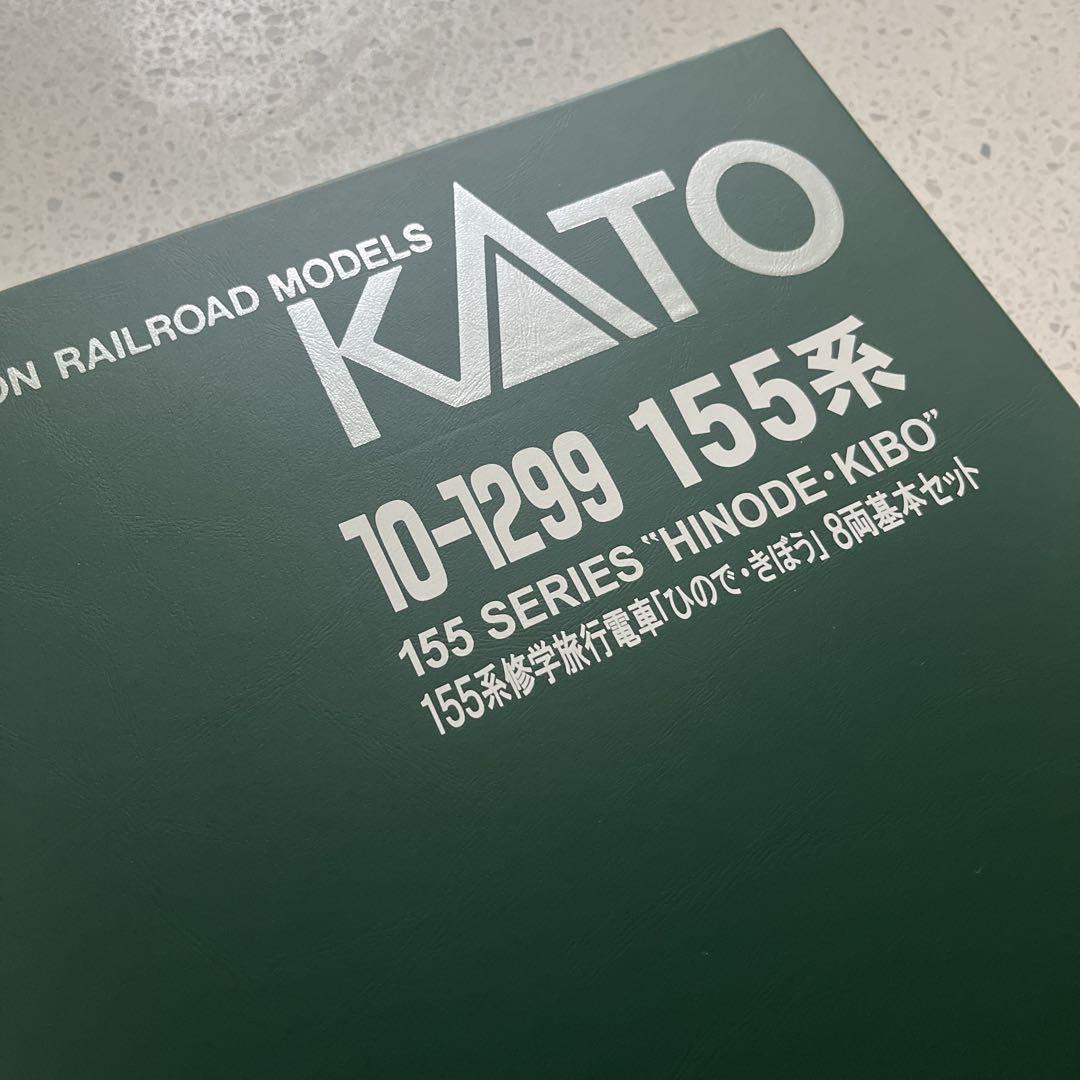 RAILROAD MODELS
KATO
10-1299 155系
155 SERIES "HINODE・KIBO"
155系修学旅行電車「ひので・きぼう」8両基本セット